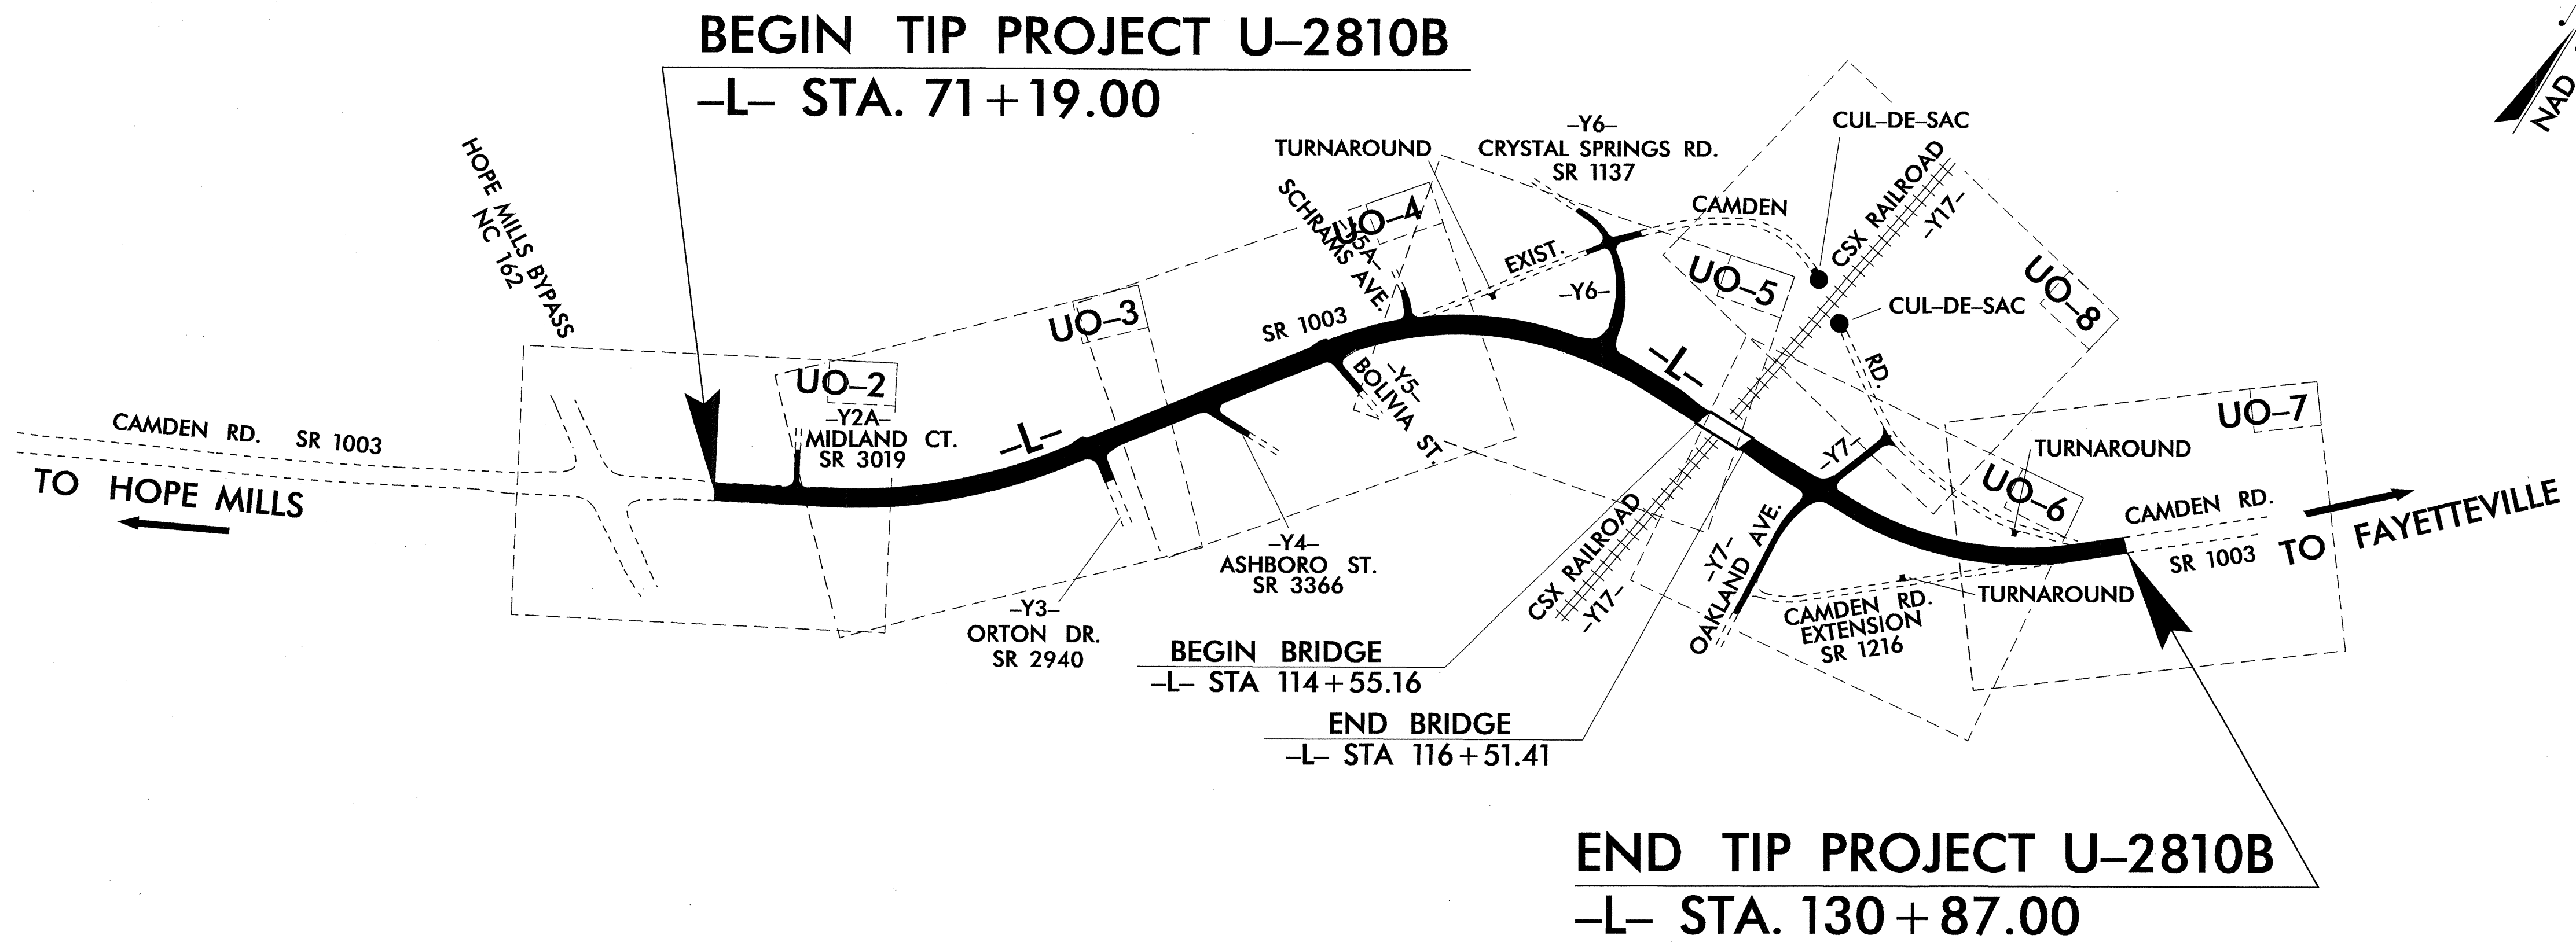 BEGIN TIP PROJECT U–2810B
–L– STA. 71+19.00
NAD
HOPE MILLS BYPASS
NC 162
CAMDEN RD. SR 1003
TO HOPE MILLS
UO–2
–Y2A–
MIDLAND CT.
SR 3019
–L–
UO–3
–Y3–
ORTON DR.
SR 2940
–Y4–
ASHBORO ST.
SR 3366
SR 1003
SCHRAMS AVE.
–Y5A–
UO–4
–Y5–
BOLIVIA ST.
TURNAROUND
EXIST.
–Y6–
CRYSTAL SPRINGS RD.
SR 1137
–Y6–
CAMDEN
CUL–DE–SAC
CSX RAILROAD
–Y17–
UO–5
CUL–DE–SAC
UO–8
RD.
–L–
–Y7–
UO–7
TURNAROUND
UO–6
CAMDEN RD.
SR 1003
TO FAYETTEVILLE
CSX RAILROAD
–Y17–
–Y7–
OAKLAND AVE.
TURNAROUND
CAMDEN RD.
EXTENSION
SR 1216
BEGIN BRIDGE
–L– STA 114+55.16
END BRIDGE
–L– STA 116+51.41
END TIP PROJECT U–2810B
–L– STA. 130+87.00